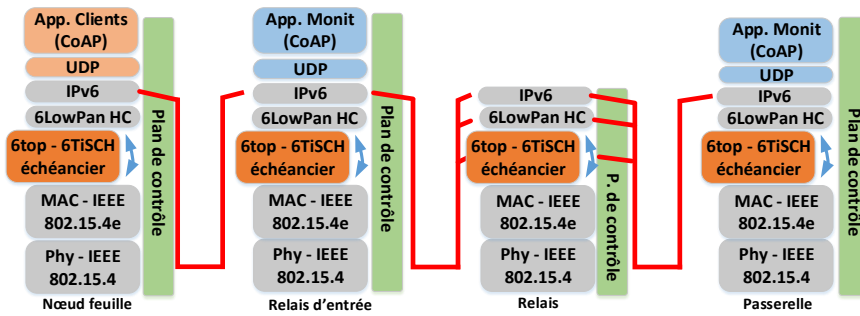 App. Clients
(CoAP)
UDP
IPv6
6LowPan HC
6top - 6TiSCH
échéancier
MAC - IEEE
802.15.4e
Phy - IEEE
802.15.4
Plan de contrôle
Nœud feuille
App. Monit
(CoAP)
UDP
IPv6
6LowPan HC
6top - 6TiSCH
échéancier
MAC - IEEE
802.15.4e
Phy - IEEE
802.15.4
Plan de contrôle
Relais d'entrée
IPv6
6LowPan HC
6top - 6TiSCH
échéancier
MAC - IEEE
802.15.4e
Phy - IEEE
802.15.4
P. de contrôle
Relais
App. Monit
(CoAP)
UDP
IPv6
6LowPan HC
6top - 6TiSCH
échéancier
MAC - IEEE
802.15.4e
Phy - IEEE
802.15.4
Plan de contrôle
Passerelle